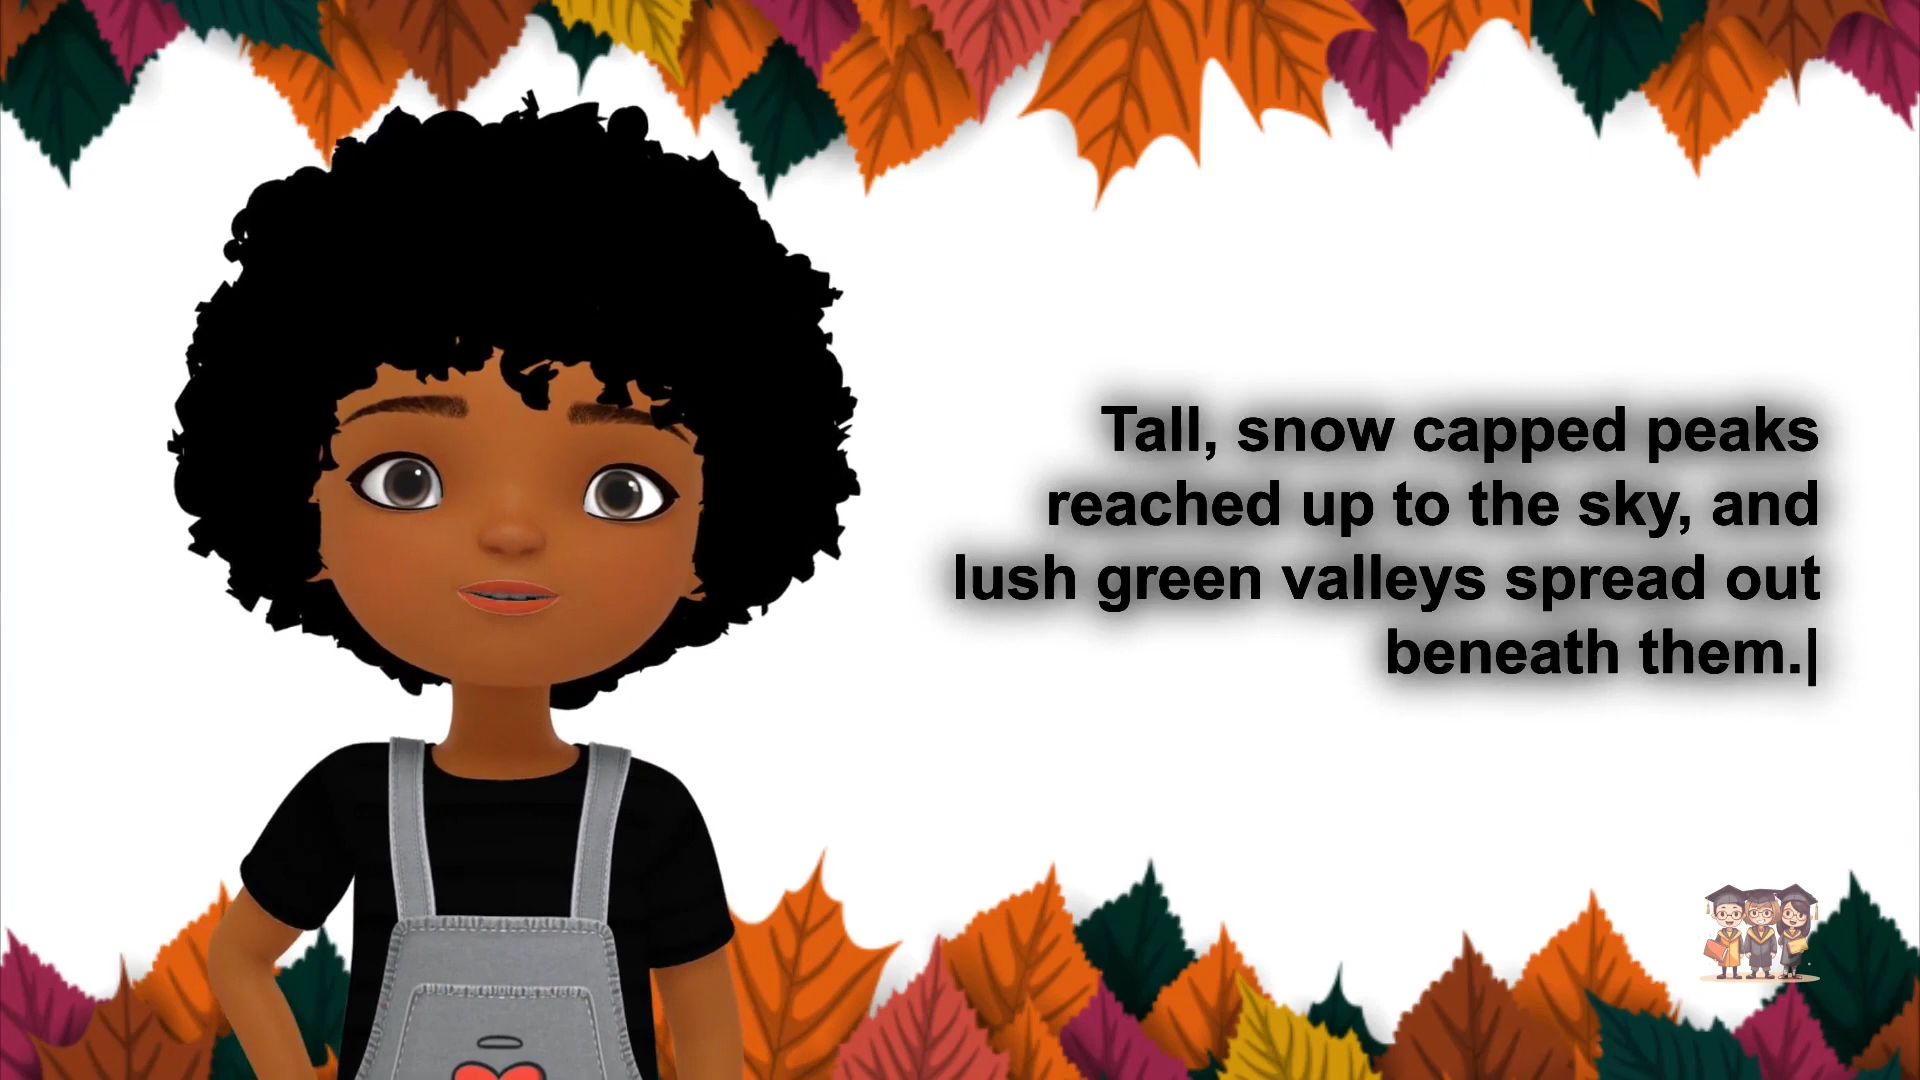 Tall, snow capped peaks
reached up to the sky, and
lush green valleys spread out
beneath them.|